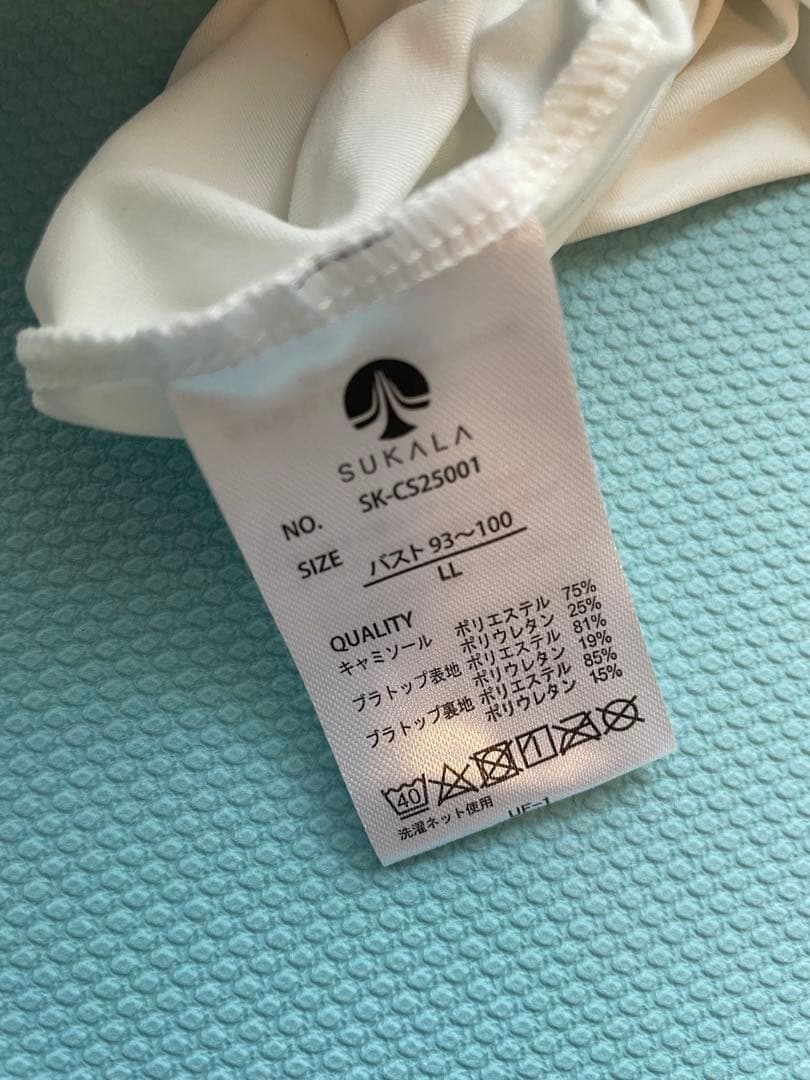 SUKALA
NO. SK-CS25001
SIZE バスト 93〜100
LL
QUALITY
キャミソール ポリエステル 75%
ポリウレタン 25%
ブラトップ表地 ポリエステル 81%
ポリウレタン 19%
ブラトップ裏地 ポリエステル 85%
ポリウレタン 15%
40
洗濯ネット使用